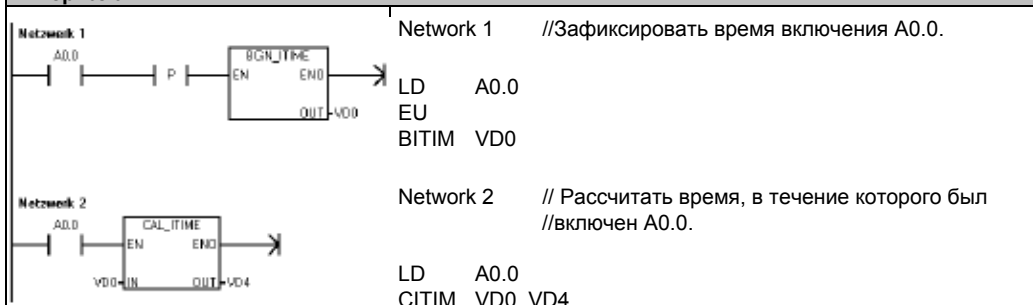 Netzwerk 1
A0.0
P
BGN_ITIME
EN ENO
OUT VD0
Network 1 //Зафиксировать время включения A0.0.
LD A0.0
EU
BITIM VD0
Netzwerk 2
A0.0
CAL_ITIME
EN ENO
VD0 IN OUT VD4
Network 2 // Рассчитать время, в течение которого был
//включен A0.0.
LD A0.0
CITIM VD0 VD4